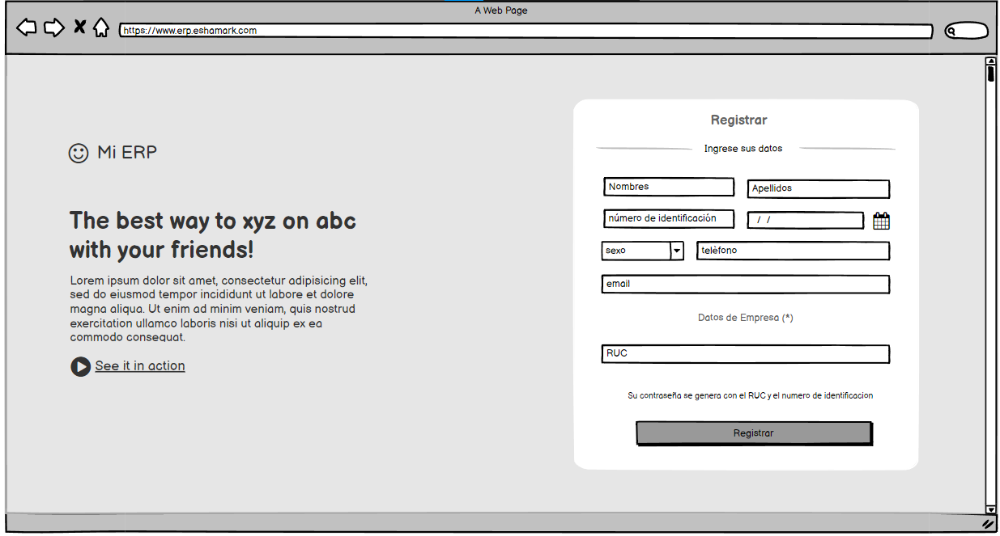 A Web Page
https://www.erp.eshamark.com
Mi ERP
The best way to xyz on abc
with your friends!
Lorem ipsum dolor sit amet, consectetur adipisicing elit,
sed do eiusmod tempor incididunt ut labore et dolore
magna aliqua. Ut enim ad minim veniam, quis nostrud
exercitation ullamco laboris nisi ut aliquip ex ea
commodo consequat.
See it in action
Registrar
Ingrese sus datos
Nombres
Apellidos
número de identificación
/ /
sexo
telèfono
email
Datos de Empresa (*)
RUC
Su contraseña se genera con el RUC y el numero de identificacion
Registrar